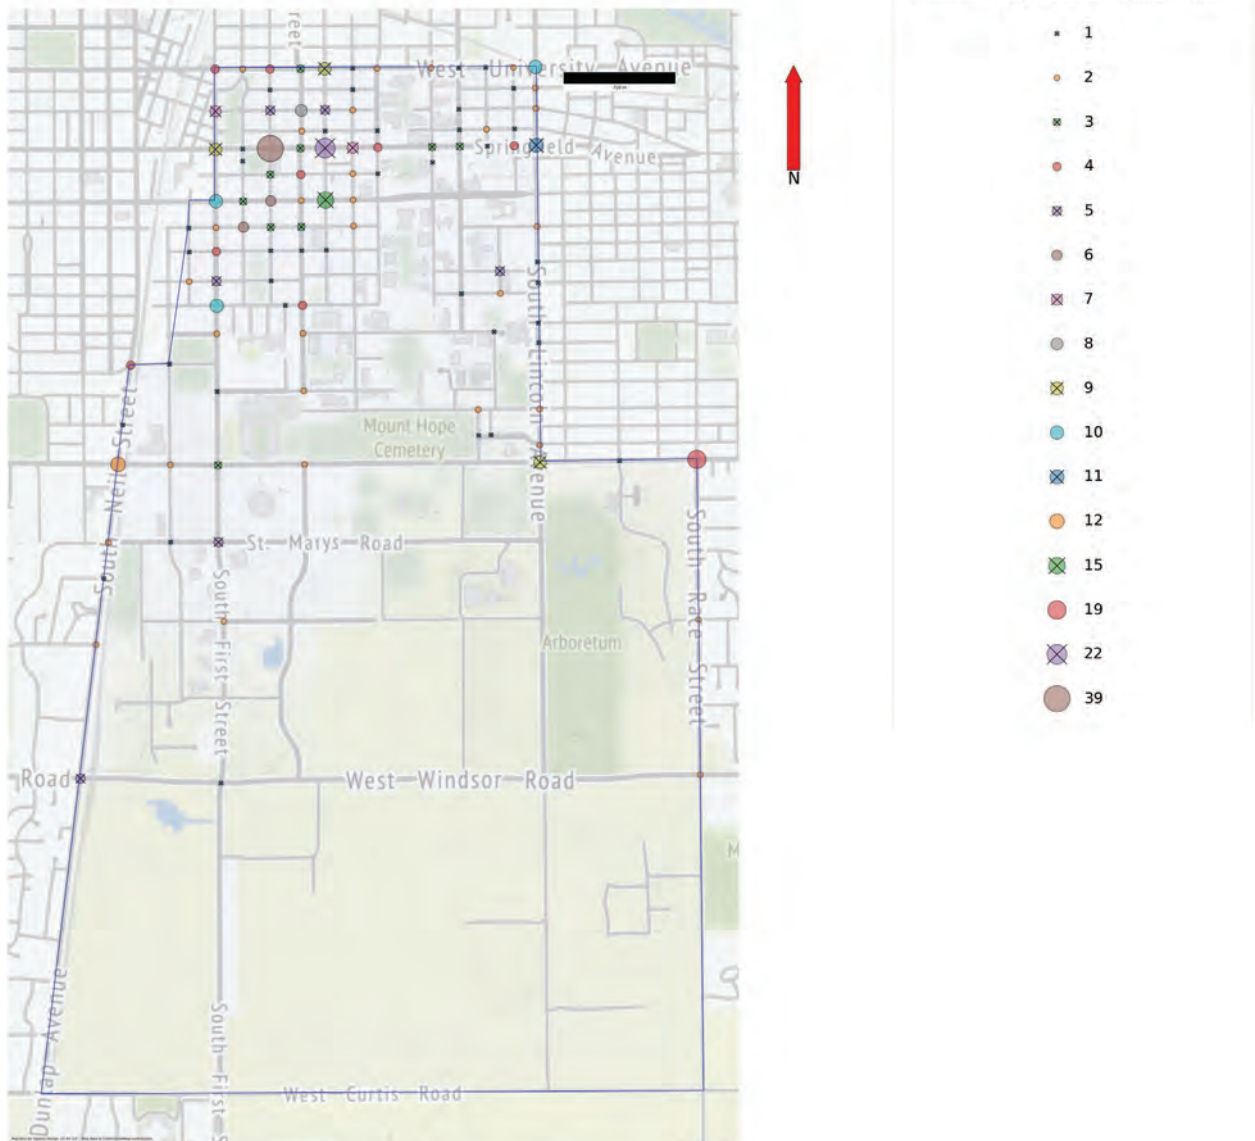 reet
West University Avenue
Springfield Avenue
N
South Lincoln Avenue
Mount Hope
Cemetery
South Neil Street
St. Marys Road
South First Street
Arboretum
South Race Street
Road
West Windsor Road
M
Dunlap Avenue
South First S
West Curtis Road
1
2
3
4
5
6
7
8
9
10
11
12
15
19
22
39